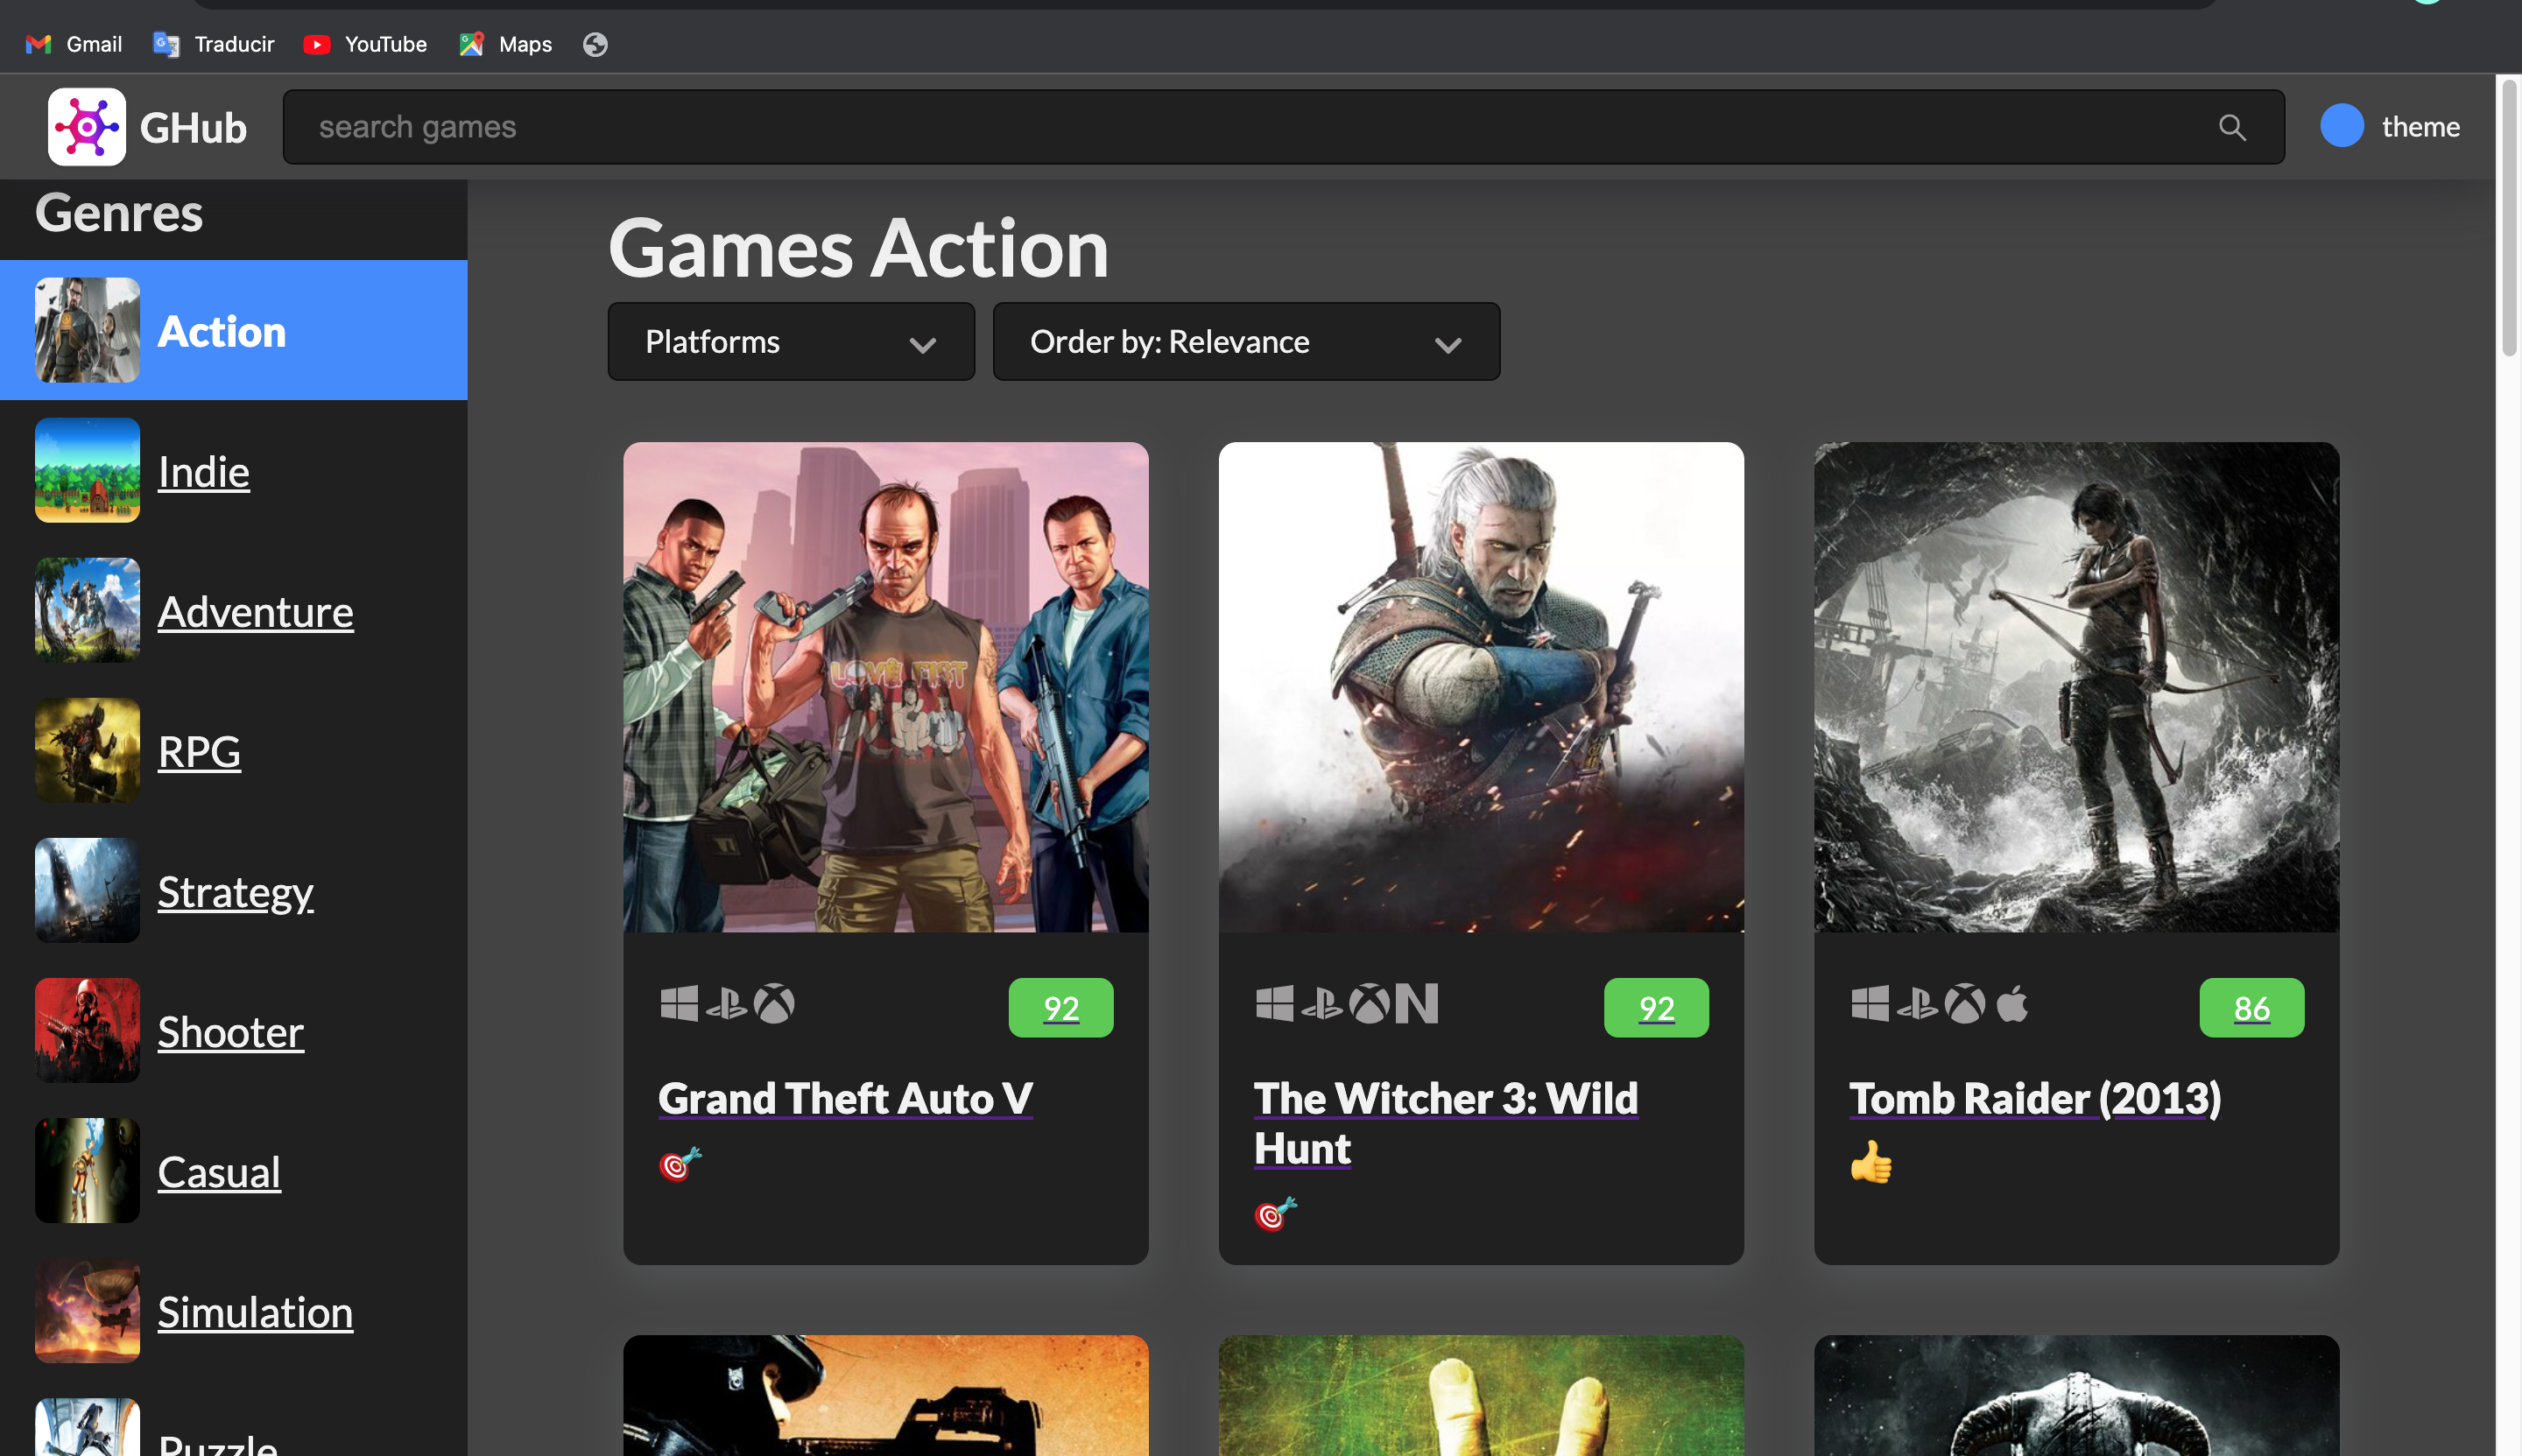 Gmail Traducir YouTube Maps
GHub search games theme
Genres
Action
Indie
Adventure
RPG
Strategy
Shooter
Casual
Simulation
Puzzle
Games Action
Platforms Order by: Relevance
LOVE FIST
92
Grand Theft Auto V
92
The Witcher 3: Wild
Hunt
86
Tomb Raider (2013)